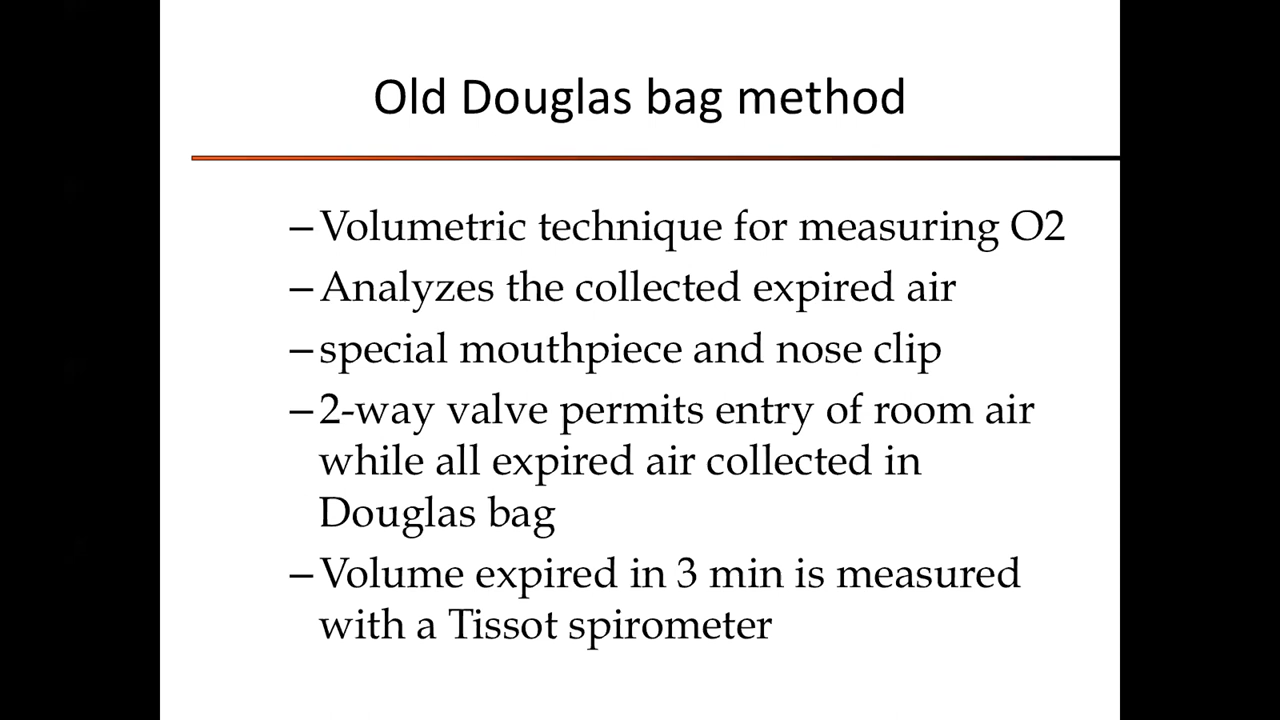 Old Douglas bag method
– Volumetric technique for measuring O2
– Analyzes the collected expired air
– special mouthpiece and nose clip
– 2-way valve permits entry of room air
while all expired air collected in
Douglas bag
– Volume expired in 3 min is measured
with a Tissot spirometer